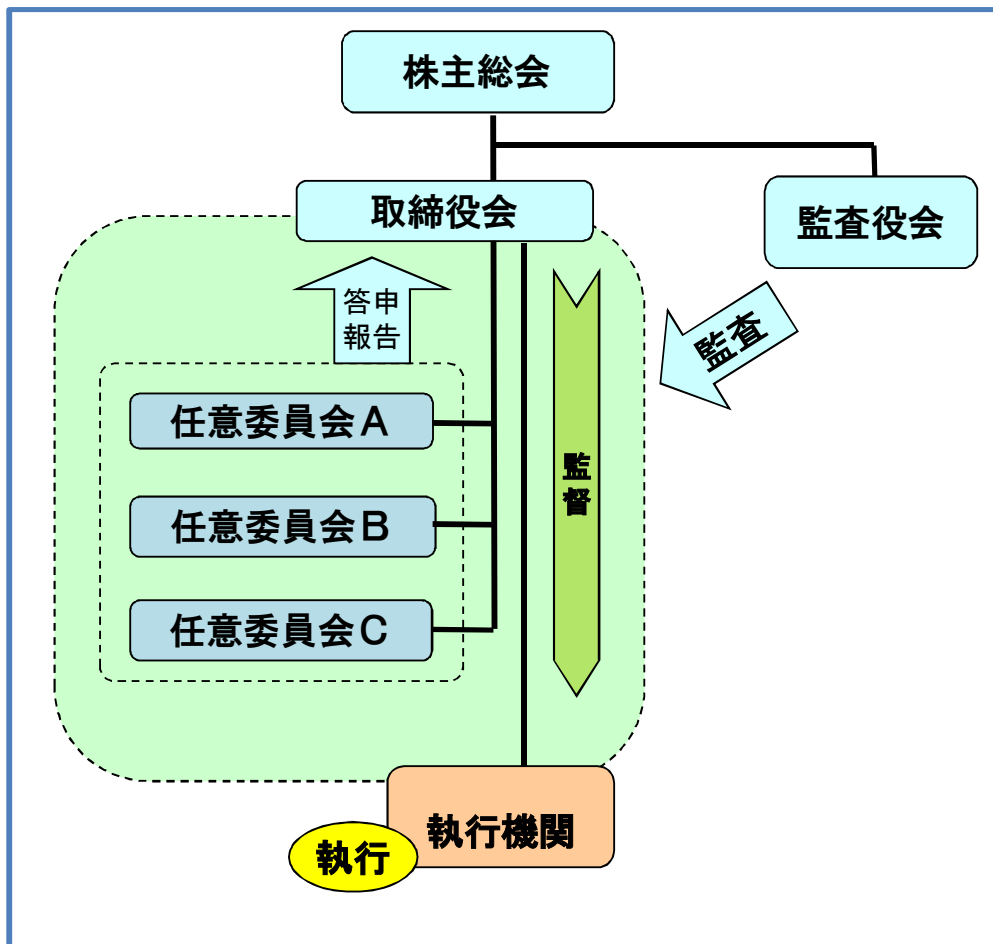 株主総会
取締役会
監査役会
答申
報告
監査
任意委員会A
監督
任意委員会B
任意委員会C
執行機関
執行